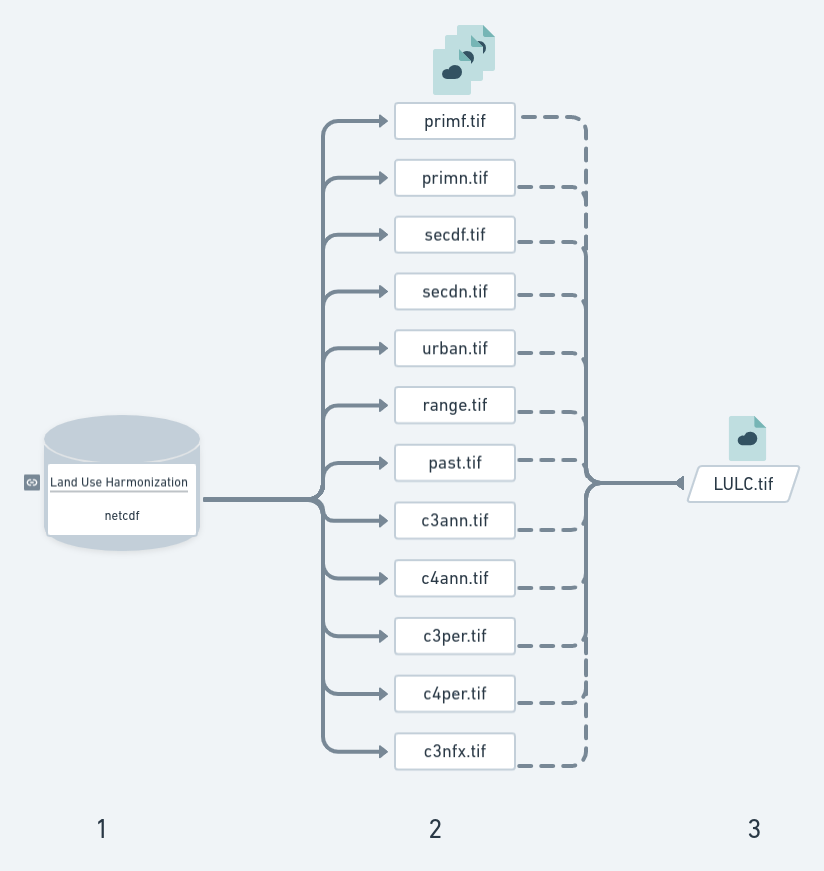 primf.tif
primn.tif
secdf.tif
secdn.tif
urban.tif
range.tif
past.tif
c3ann.tif
c4ann.tif
c3per.tif
c4per.tif
c3nfx.tif
Land Use Harmonization
netcdf
LULC.tif
1
2
3